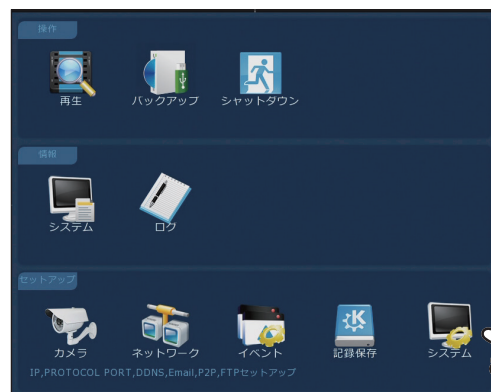 操作
再生 バックアップ シャットダウン
情報
システム ログ
セットアップ
カメラ ネットワーク イベント 記録保存 システム
IP,PROTOCOL PORT,DDNS,Email,P2P,FTPセットアップ